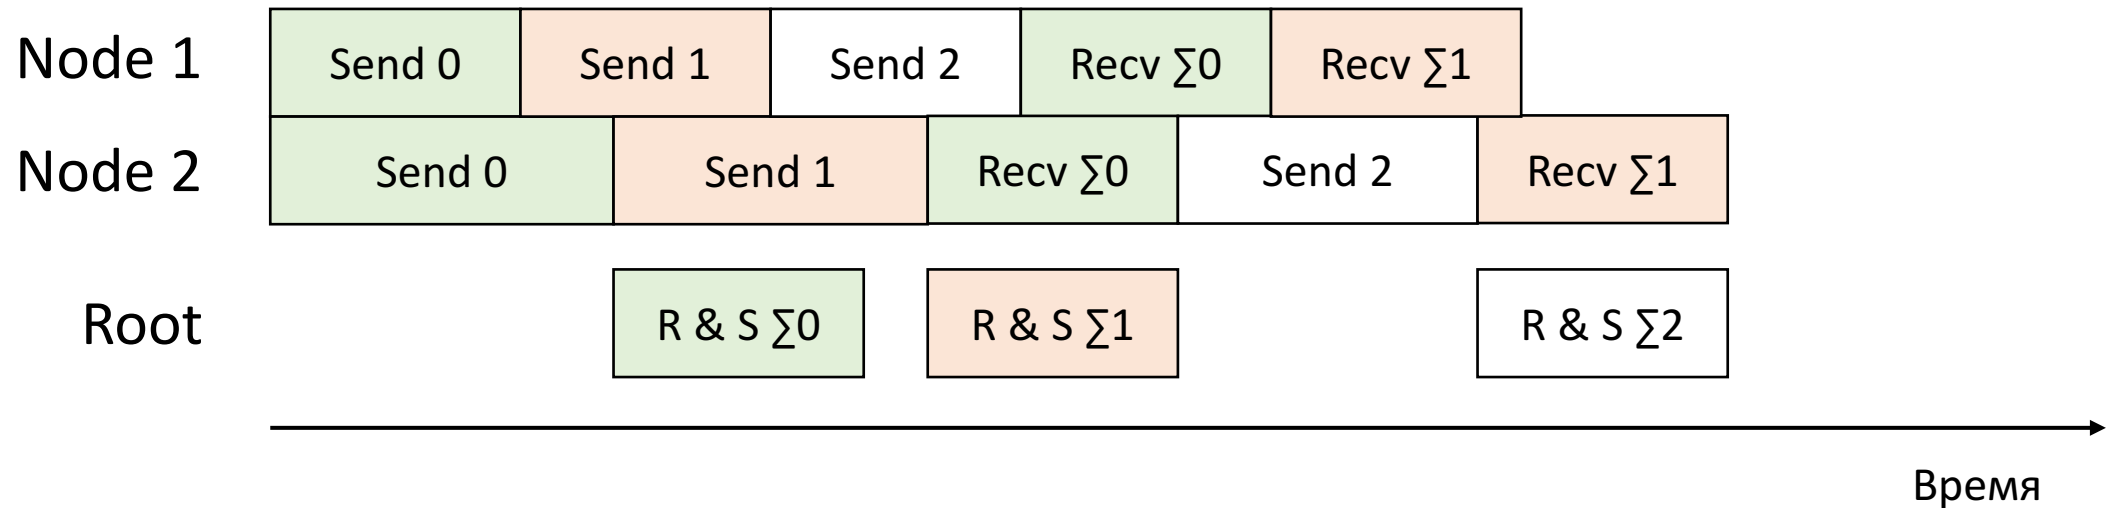 Node 1 Send 0 Send 1 Send 2 Recv ∑0 Recv ∑1
Node 2 Send 0 Send 1 Recv ∑0 Send 2 Recv ∑1
Root R & S ∑0 R & S ∑1 R & S ∑2
Время